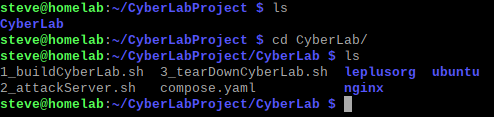 steve@homelab:~/CyberLabProject $ ls
CyberLab
steve@homelab:~/CyberLabProject $ cd CyberLab/
steve@homelab:~/CyberLabProject/CyberLab $ ls
1_buildCyberLab.sh  3_tearDownCyberLab.sh  leplusorg  ubuntu
2_attackServer.sh  compose.yaml  nginx
steve@homelab:~/CyberLabProject/CyberLab $